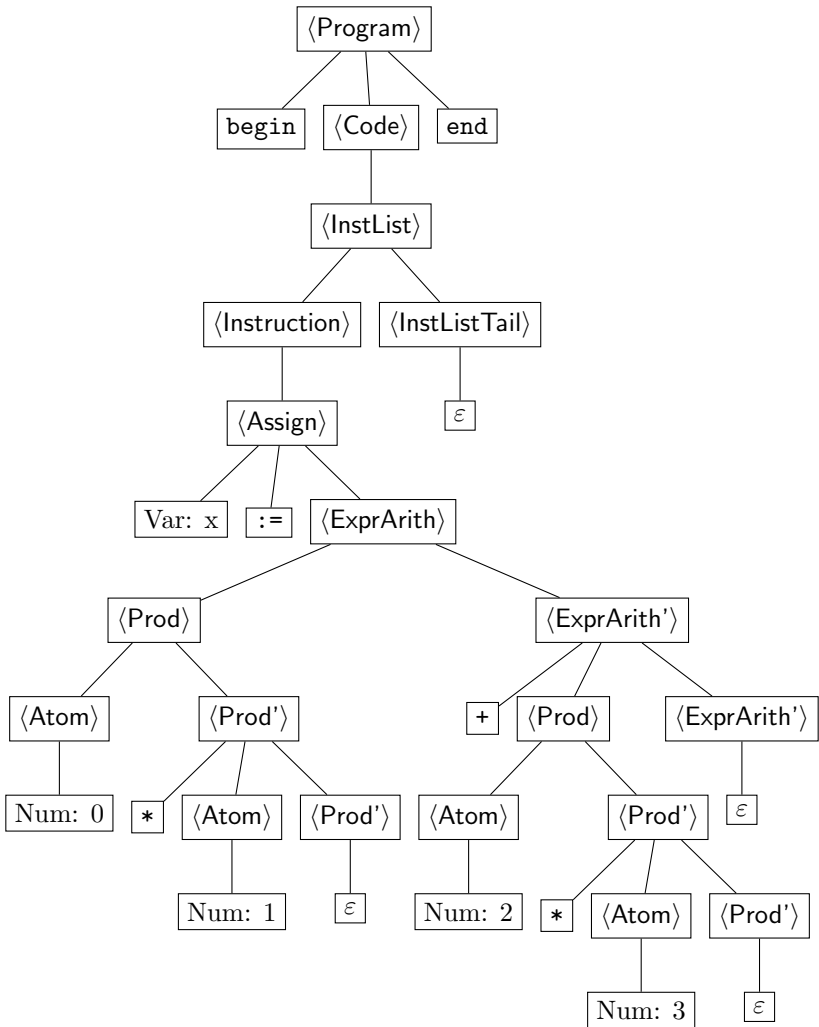 ⟨Program⟩
begin ⟨Code⟩ end
⟨InstList⟩
⟨Instruction⟩ ⟨InstListTail⟩
⟨Assign⟩ ε
Var: x := ⟨ExprArith⟩
⟨Prod⟩ ⟨ExprArith'⟩
⟨Atom⟩ ⟨Prod'⟩ + ⟨Prod⟩ ⟨ExprArith'⟩
Num: 0 * ⟨Atom⟩ ⟨Prod'⟩ ⟨Atom⟩ ⟨Prod'⟩ ε
Num: 1 ε Num: 2 * ⟨Atom⟩ ⟨Prod'⟩
Num: 3 ε